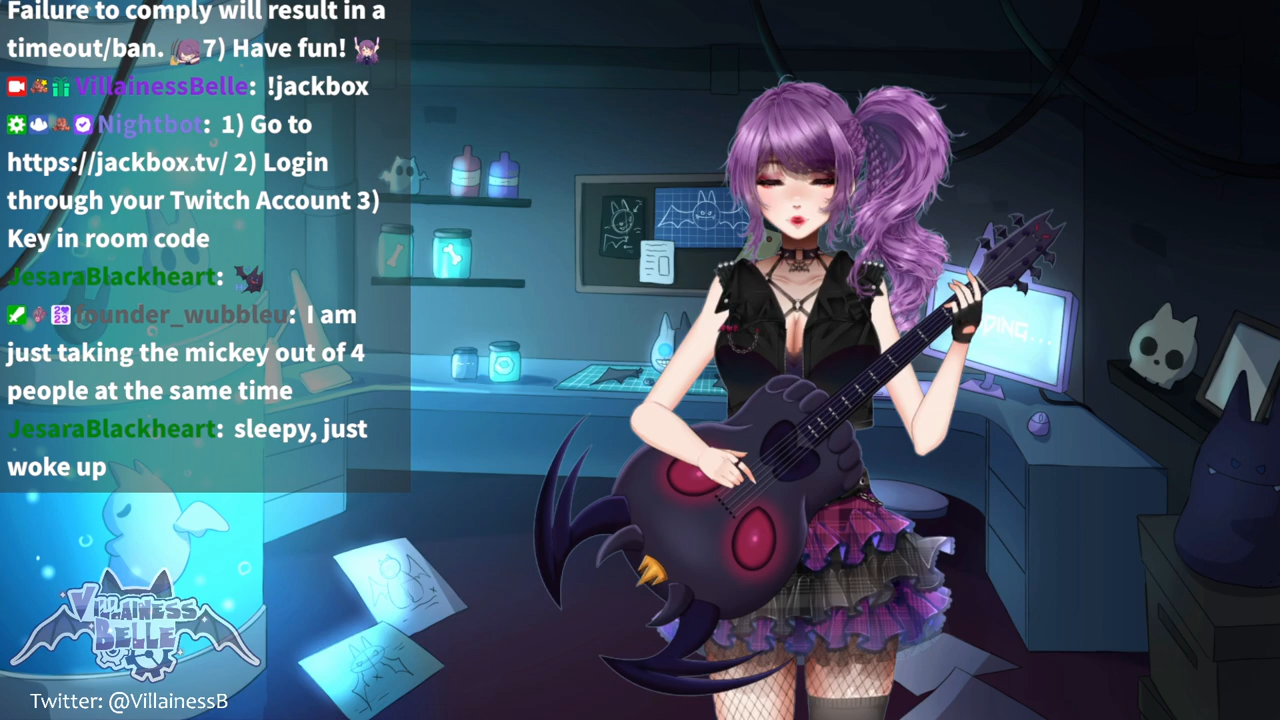 Failure to comply will result in a
timeout/ban. 7) Have fun!
VillainessBelle: !jackbox
Nightbot: 1) Go to
https://jackbox.tv/ 2) Login
through your Twitch Account 3)
Key in room code
JesaraBlackheart:
founder_wubbleu: I am
just taking the mickey out of 4
people at the same time
JesaraBlackheart: sleepy, just
woke up
VILLAINESS
BELLE
Twitter: @VillainessB